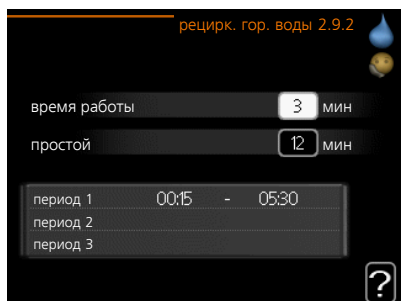 рецирк. гор. воды 2.9.2
время работы 3 мин
простой 12 мин
период 1 00:15 - 05:30
период 2
период 3
?